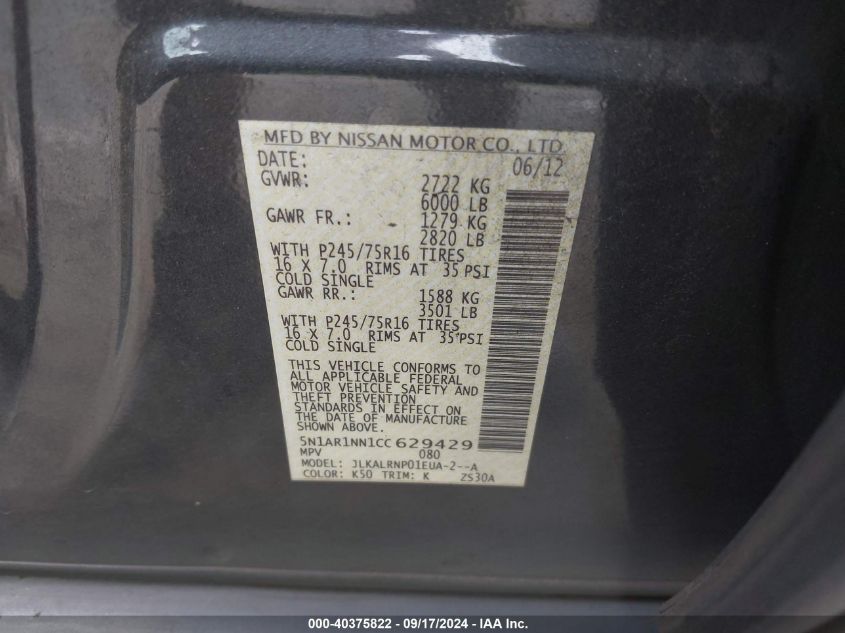 MFD BY NISSAN MOTOR CO., LTD.
DATE: 06/12
GVWR: 2722 KG
6000 LB
GAWR FR.: 1279 KG
2820 LB
WITH P245/75R16 TIRES
16 X 7.0 RIMS AT 35 PSI
COLD SINGLE
GAWR RR.: 1588 KG
3501 LB
WITH P245/75R16 TIRES
16 X 7.0 RIMS AT 35 PSI
COLD SINGLE
THIS VEHICLE CONFORMS TO
ALL APPLICABLE FEDERAL
MOTOR VEHICLE SAFETY AND
THEFT PREVENTION
STANDARDS IN EFFECT ON
THE DATE OF MANUFACTURE
SHOWN ABOVE.
5N1AR1NN1CC629429
MPV 080
MODEL: JLKALRNP01EUA-2--A
COLOR: K50 TRIM: K ZS30A
000-40375822 - 09/17/2024 - IAA Inc.